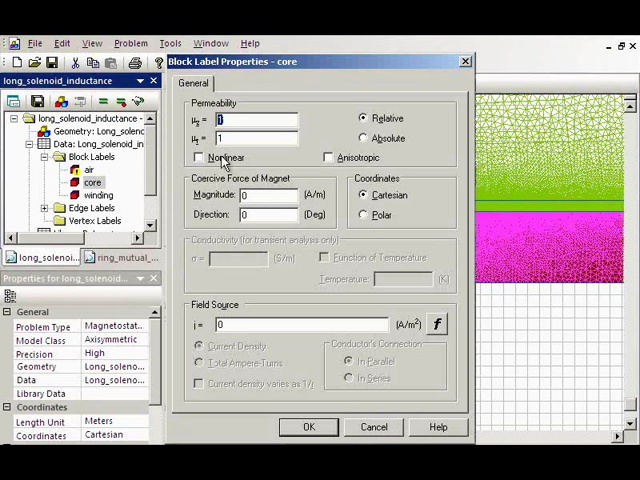 File Edit View Problem Tools Window Help
long_solenoid_inductance
Block Label Properties - core
General
Permeability
μz = 1
μr = 1
Relative
Absolute
Nonlinear
Anisotropic
Coercive Force of Magnet
Magnitude: 0 (A/m)
Direction: 0 (Deg)
Coordinates
Cartesian
Polar
Conductivity (for transient analysis only)
σ = (S/m)
Function of Temperature
Temperature: (K)
Field Source
j = 0 (A/m²)
f
Current Density
Total Ampere-Turns
Current density varies as 1/r
Conductor's Connection
In Parallel
In Series
OK Cancel Help
long_solenoid_inductance -
Geometry: Long_solenc
Data: Long_solenoid_
Block Labels
air
core
winding
Edge Labels
Vertex Labels
long_solenoi...
ring_mutual_
Properties for long_solenoid
General
Problem Type Magnetostat...
Model Class Axisymmetric
Precision High
Geometry Long_soleno...
Data Long_soleno...
Library Data
Coordinates
Length Unit Meters
Coordinates Cartesian